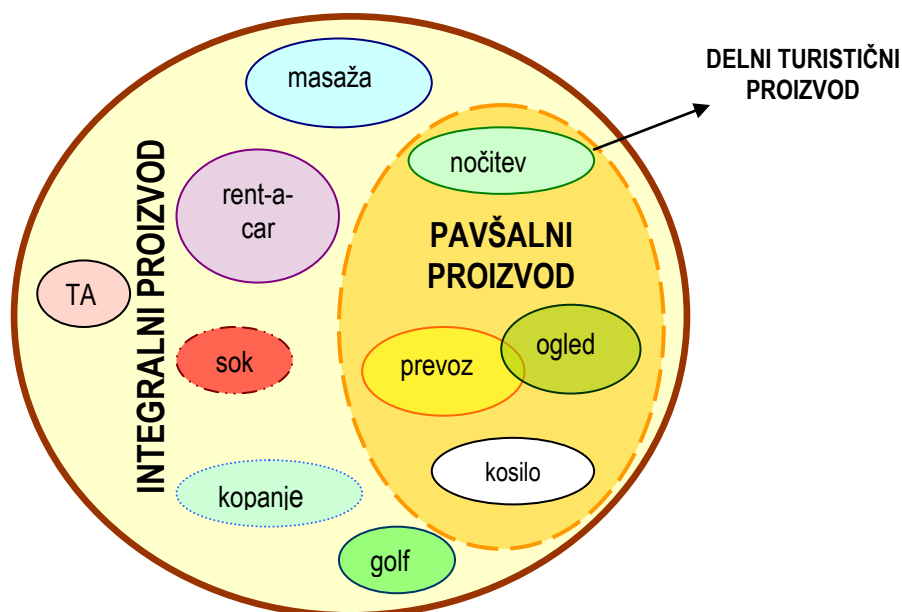 DELNI TURISTIČNI
PROIZVOD
masaža
nočitev
rent-a-
car
INTEGRALNI PROIZVOD
PAVŠALNI
PROIZVOD
TA
sok
prevoz
ogled
kosilo
kopanje
golf